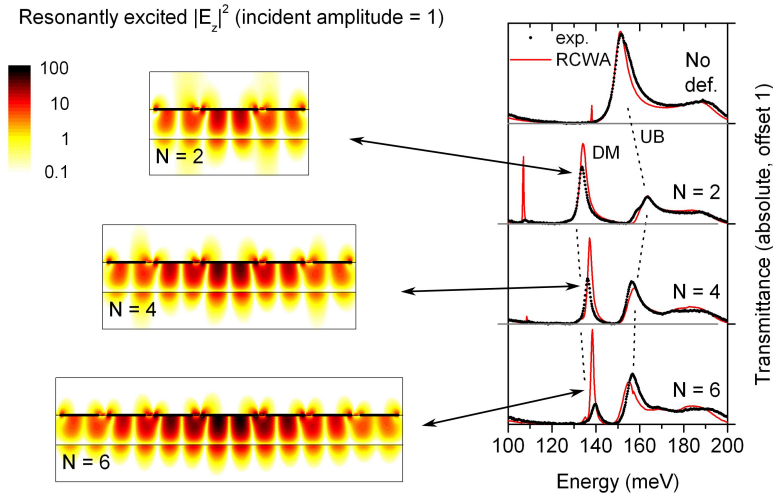 Resonantly excited |E_z|² (incident amplitude = 1)
100
10
1
0.1
N = 2
N = 4
N = 6
exp.
RCWA
No
def.
DM
UB
N = 2
N = 4
N = 6
100 120 140 160 180 200
Energy (meV)
Transmittance (absolute, offset 1)